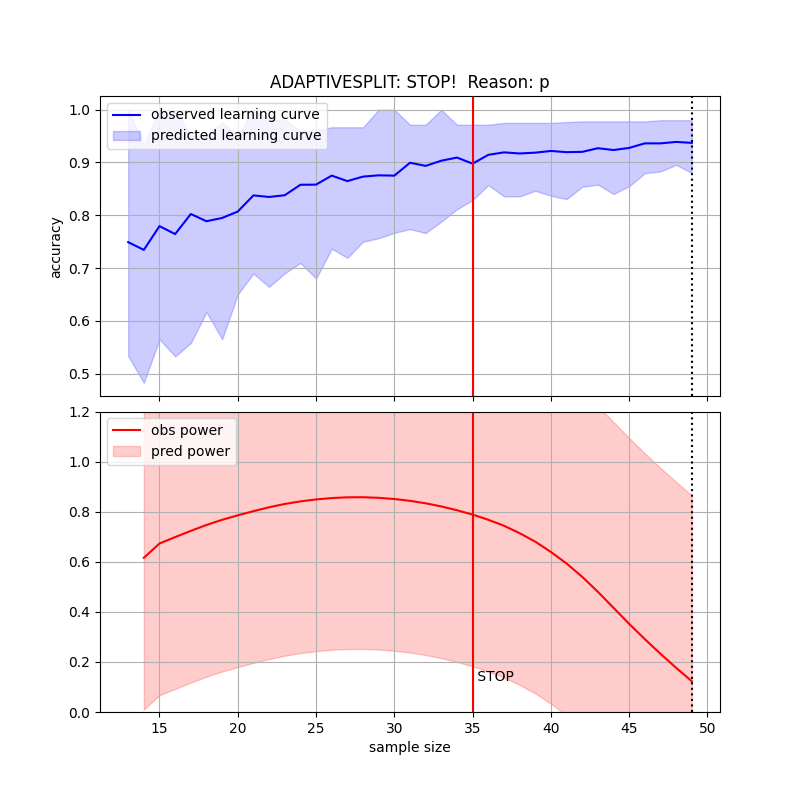 ADAPTIVESPLIT: STOP!  Reason: p
observed learning curve
predicted learning curve
1.0
0.9
0.8
0.7
0.6
0.5
accuracy
obs power
pred power
1.2
1.0
0.8
0.6
0.4
0.2
0.0
STOP
15 20 25 30 35 40 45 50
sample size